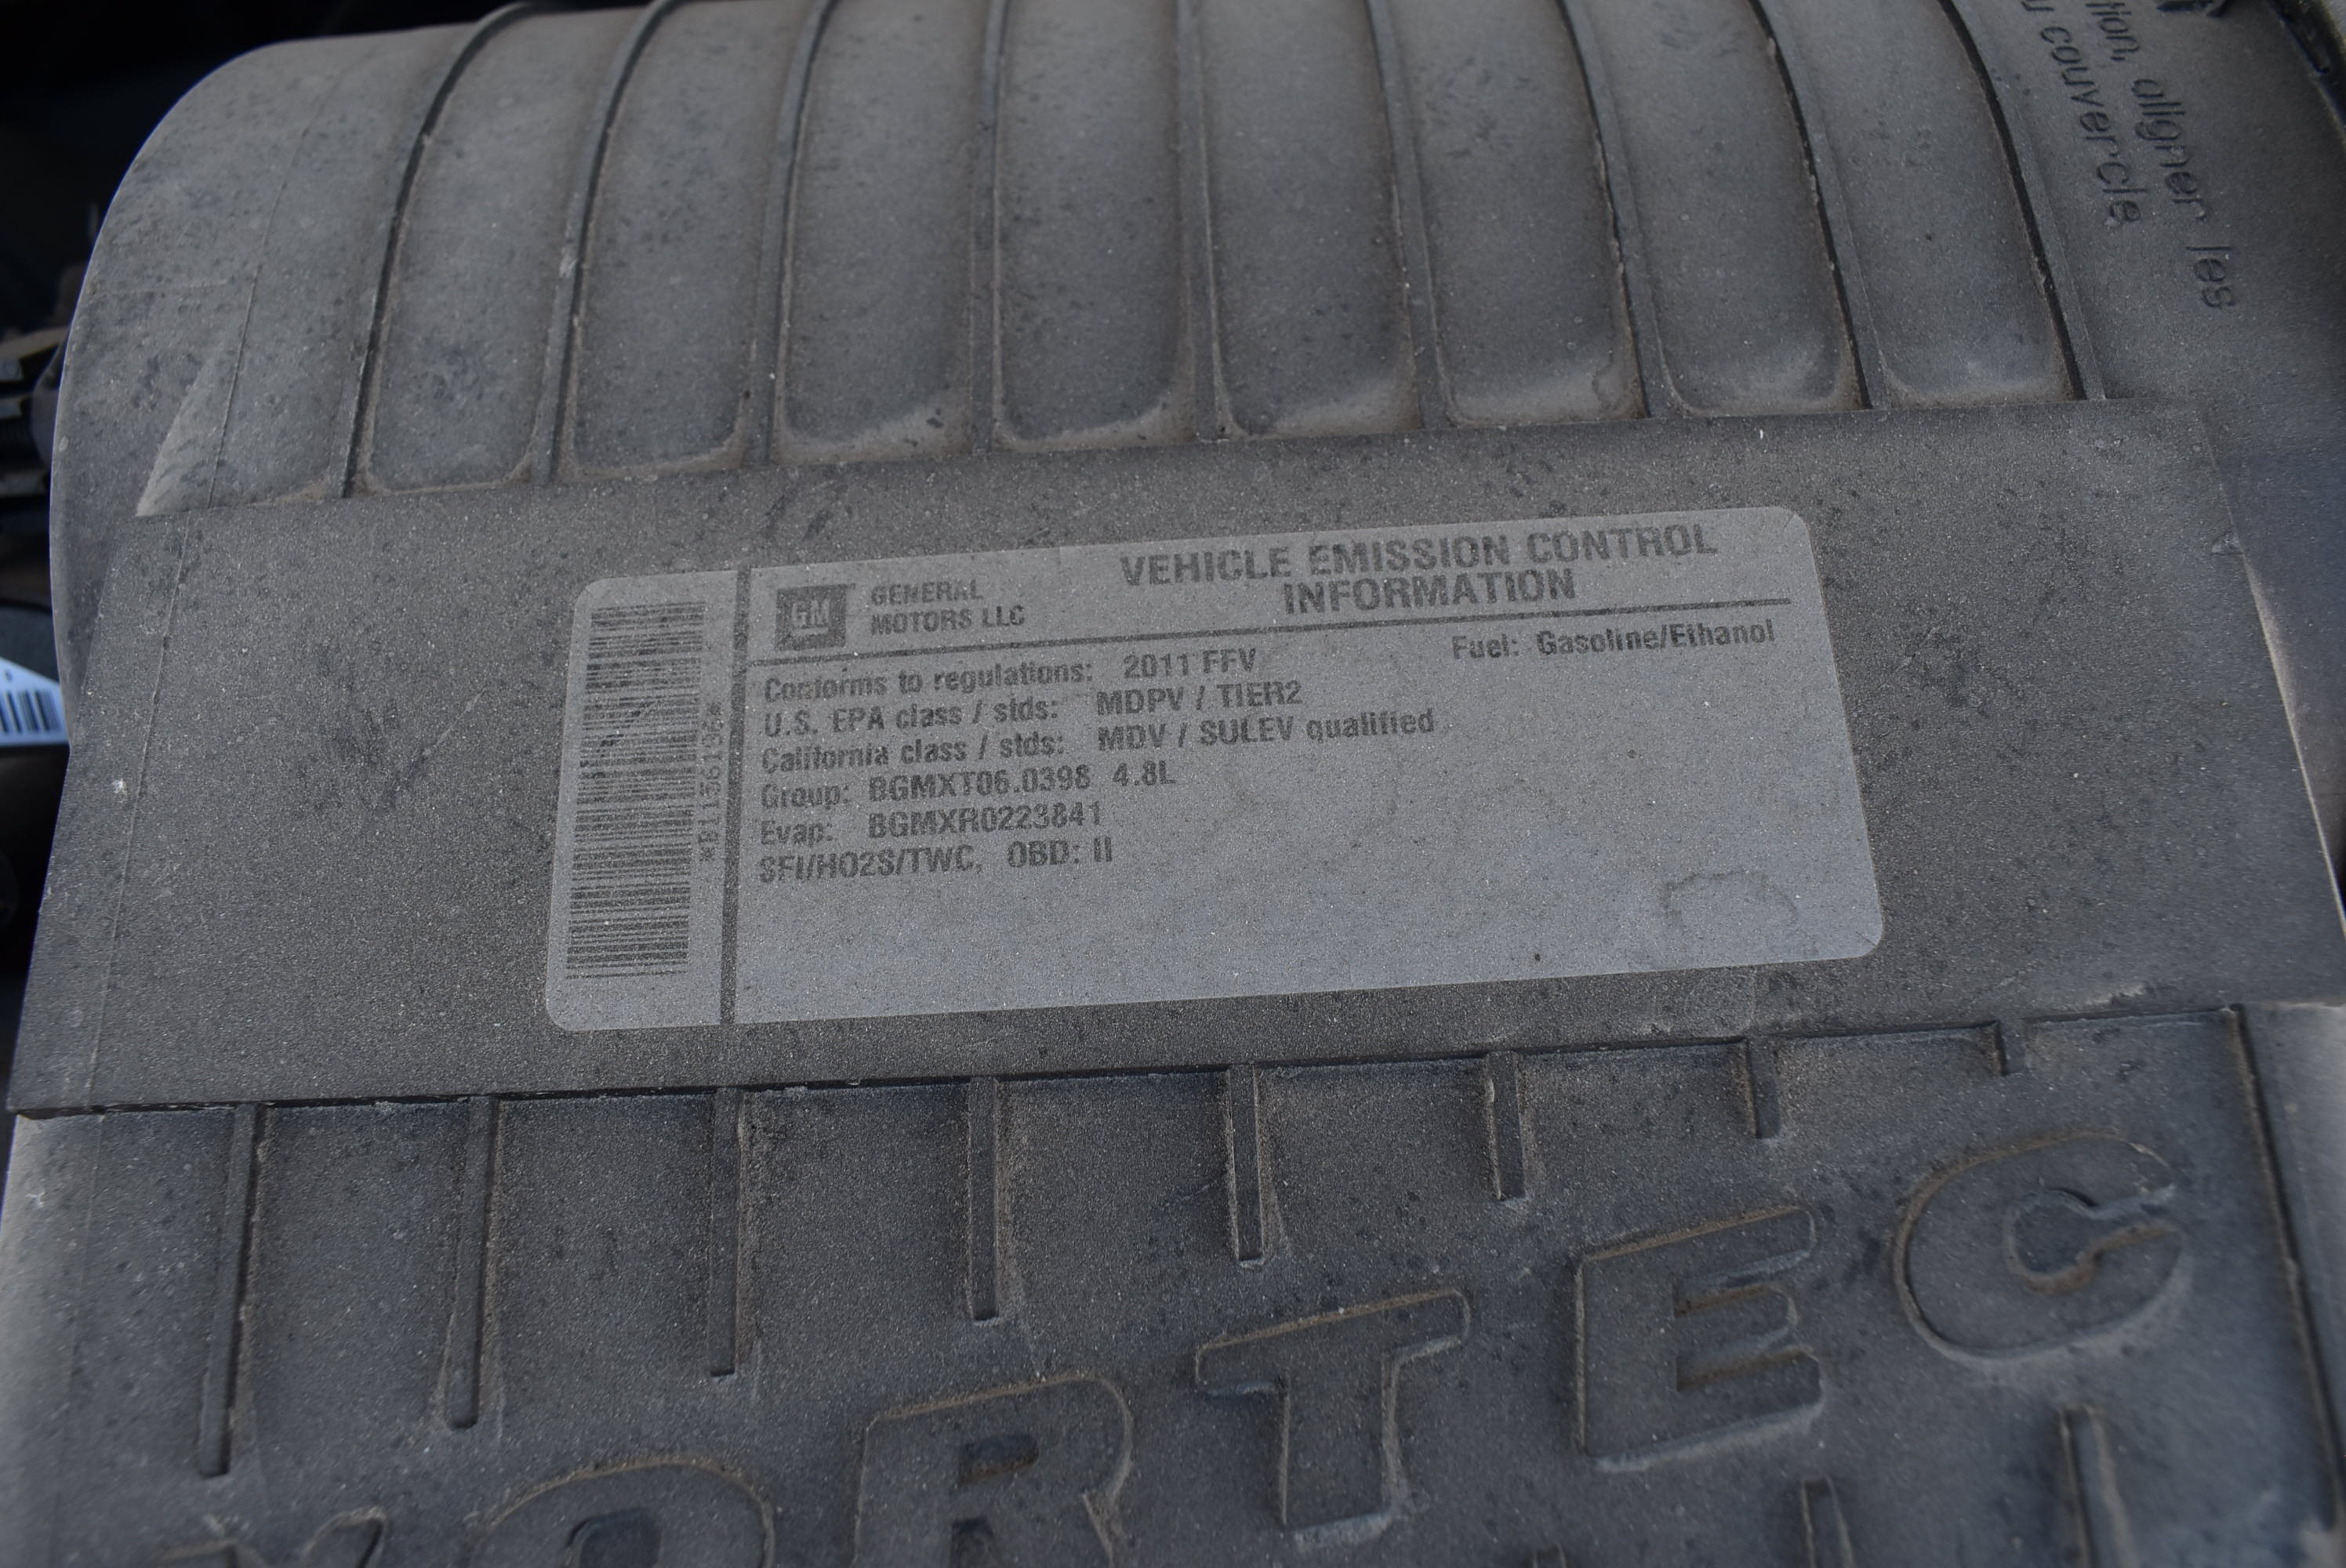 tion, aligner les
couvercle
GM
GENERAL
MOTORS LLC
VEHICLE EMISSION CONTROL
INFORMATION
Fuel: Gasoline/Ethanol
Conforms to regulations: 2011 FFV
U.S. EPA class / stds: MDPV / TIER2
California class / stds: MDV / SULEV qualified
Group: BGMXT06.0398 4.8L
Evap: BGMXR0223841
SFI/HO2S/TWC, OBD: II
VORTEC